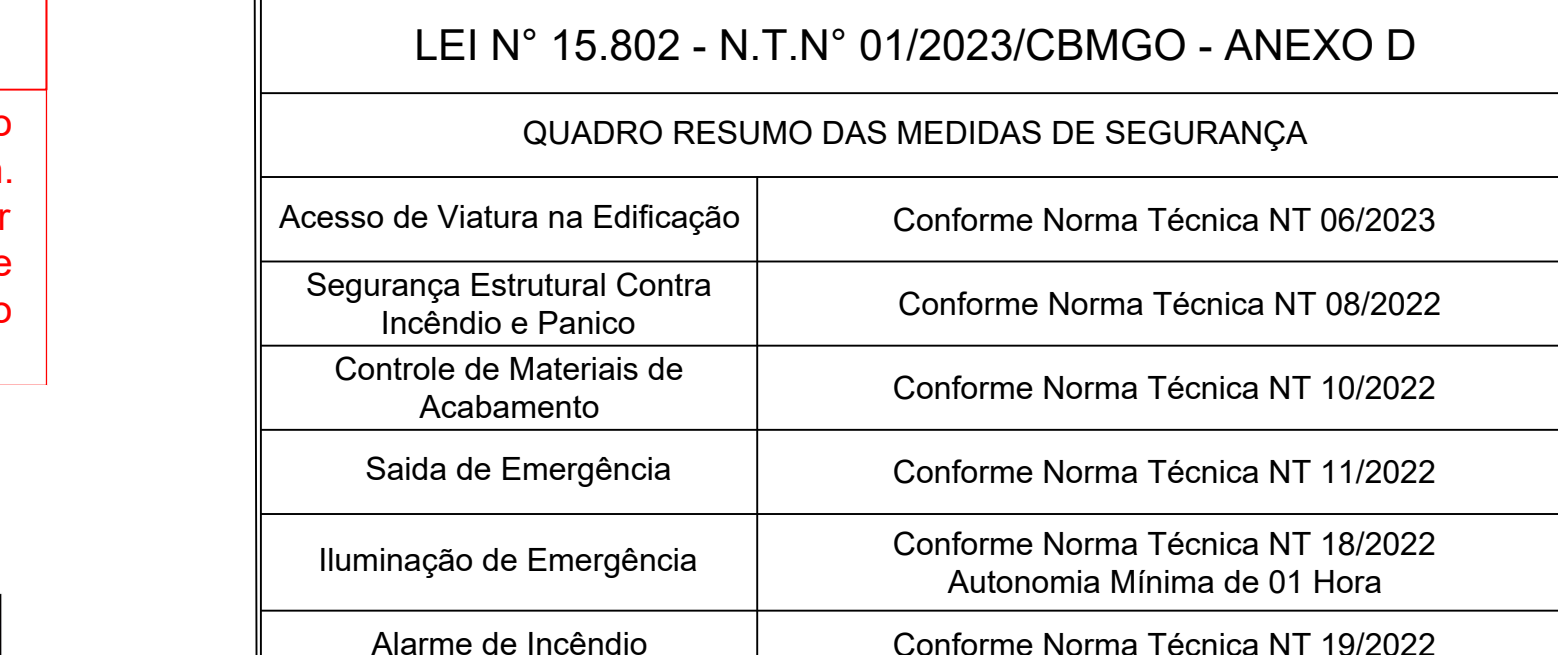 LEI N° 15.802 - N.T.N° 01/2023/CBMGO - ANEXO D
QUADRO RESUMO DAS MEDIDAS DE SEGURANÇA
Acesso de Viatura na Edificação
Conforme Norma Técnica NT 06/2023
Segurança Estrutural Contra
Incêndio e Panico
Conforme Norma Técnica NT 08/2022
Controle de Materiais de
Acabamento
Conforme Norma Técnica NT 10/2022
Saida de Emergência
Conforme Norma Técnica NT 11/2022
Iluminação de Emergência
Conforme Norma Técnica NT 18/2022
Autonomia Mínima de 01 Hora
Alarme de Incêndio
Conforme Norma Técnica NT 19/2022